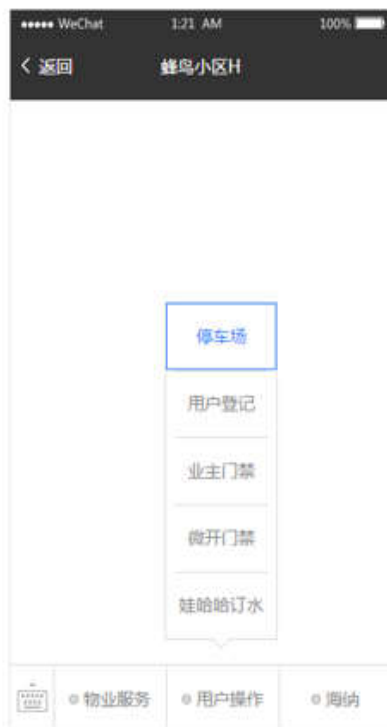 ●●●●● WeChat 1:21 AM 100%
返回 蜂鸟小区H
停车场
用户登记
业主门禁
微开门禁
娃哈哈订水
物业服务 用户操作 海纳